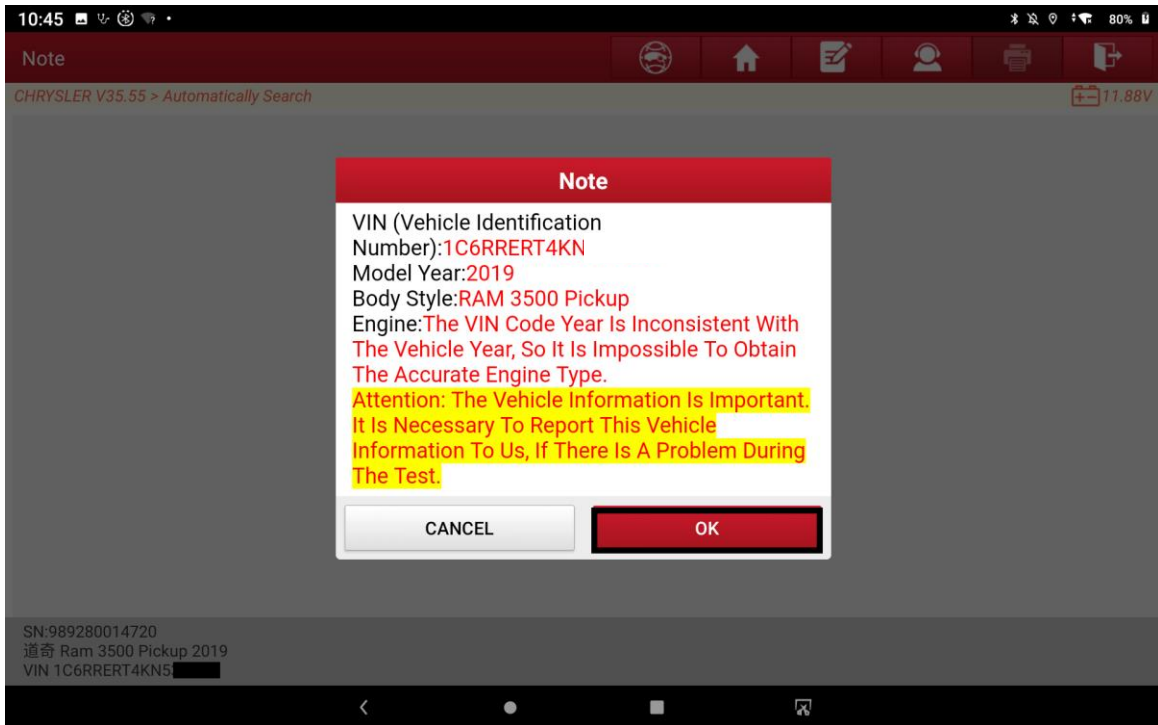 10:45
80%
Note
CHRYSLER V35.55 > Automatically Search
11.88V
Note
VIN (Vehicle Identification
Number):1C6RRERT4KN
Model Year:2019
Body Style:RAM 3500 Pickup
Engine:The VIN Code Year Is Inconsistent With
The Vehicle Year, So It Is Impossible To Obtain
The Accurate Engine Type.
Attention: The Vehicle Information Is Important.
It Is Necessary To Report This Vehicle
Information To Us, If There Is A Problem During
The Test.
CANCEL
OK
SN:989280014720
道奇 Ram 3500 Pickup 2019
VIN 1C6RRERT4KN5